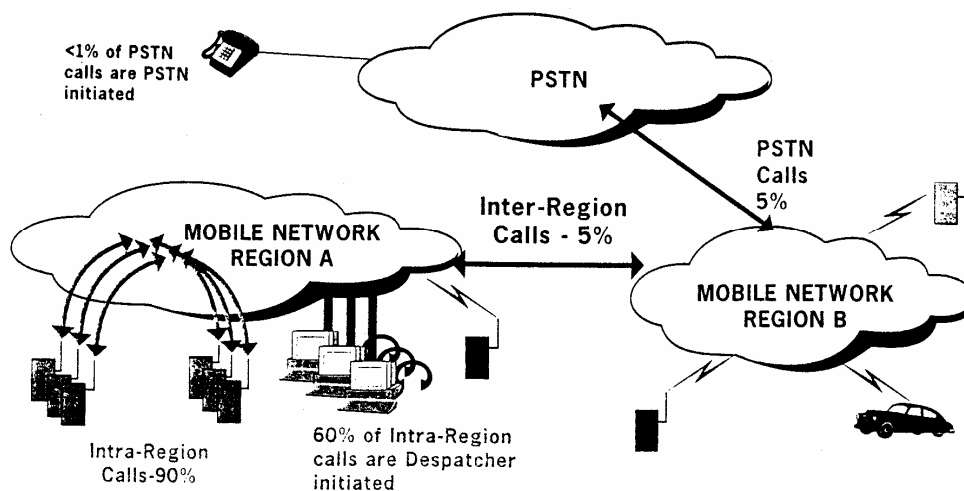 <1% of PSTN
calls are PSTN
initiated
PSTN
PSTN
Calls
5%
Inter-Region
Calls - 5%
MOBILE NETWORK
REGION A
MOBILE NETWORK
REGION B
Intra-Region
Calls-90%
60% of Intra-Region
calls are Despatcher
initiated